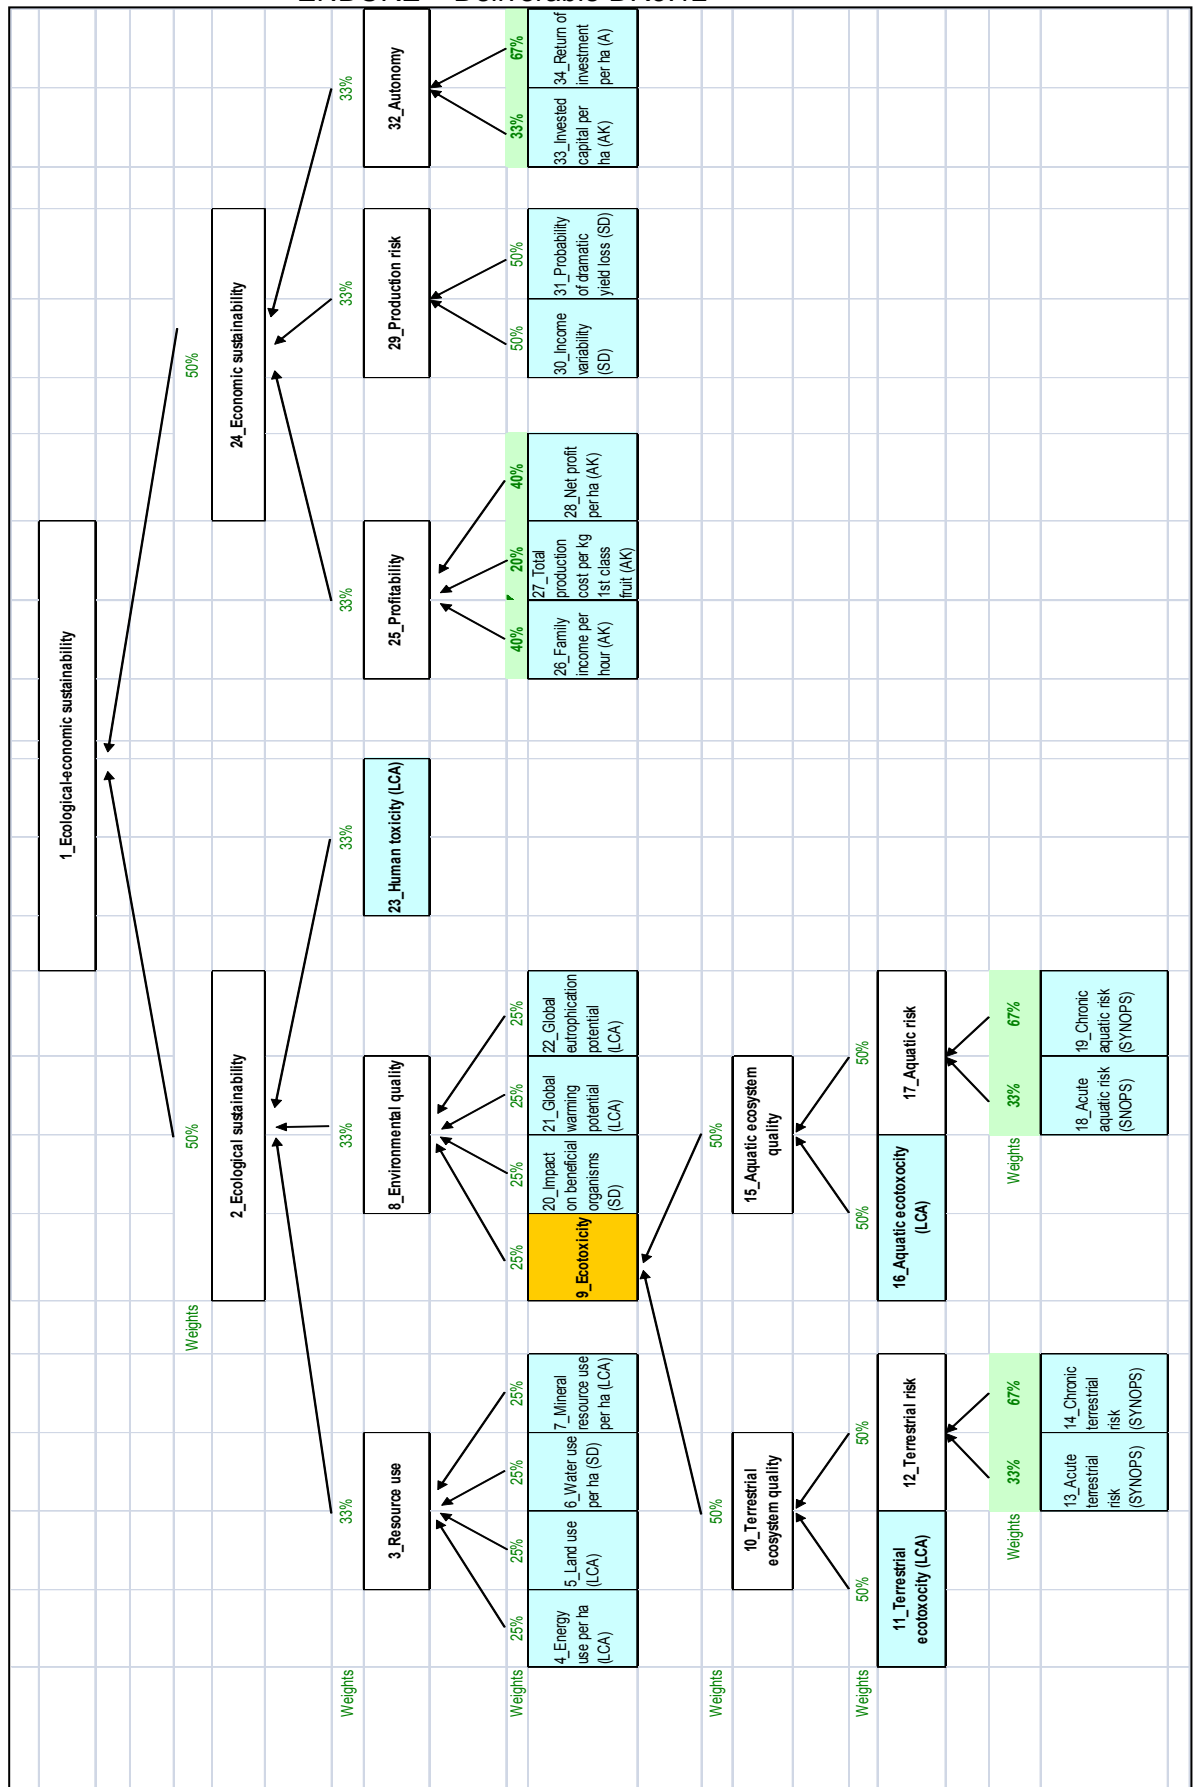 ENDURE – Deliverable
1_Ecological-economic sustainability
Weights
50%
50%
2_Ecological sustainability
24_Economic sustainability
Weights
33%
33%
33%
33%
33%
33%
3_Resource use
8_Environmental quality
23_Human toxicity (LCA)
25_Profitability
29_Production risk
32_Autonomy
Weights
25%
25%
25%
25%
25%
25%
25%
25%
40%
20%
40%
50%
50%
33%
67%
4_Energy
use per ha
(LCA)
5_Land use
(LCA)
6_Water use
per ha (SD)
7_Mineral
resource use
per ha (LCA)
9_Ecotoxicity
20_Impact
on beneficial
organisms
(SD)
21_Global
warming
potential
(LCA)
22_Global
eutrophication
potential
(LCA)
26_Family
income per
hour (AK)
27_Total
production
cost per kg
1st class
fruit (AK)
28_Net profit
per ha (AK)
30_Income
variability
(SD)
31_Probability
of dramatic
yield loss (SD)
33_Invested
capital per
ha (AK)
34_Return of
investment
per ha (A)
Weights
50%
50%
10_Terrestrial
ecosystem quality
15_Aquatic ecosystem
quality
Weights
50%
50%
50%
50%
11_Terrestrial
ecotoxocity (LCA)
12_Terrestrial risk
16_Aquatic ecotoxocity
(LCA)
17_Aquatic risk
Weights
33%
67%
Weights
33%
67%
13_Acute
terrestrial
risk
(SYNOPS)
14_Chronic
terrestrial
risk
(SYNOPS)
18_Acute
aquatic risk
(SNOPS)
19_Chronic
aquatic risk
(SYNOPS)